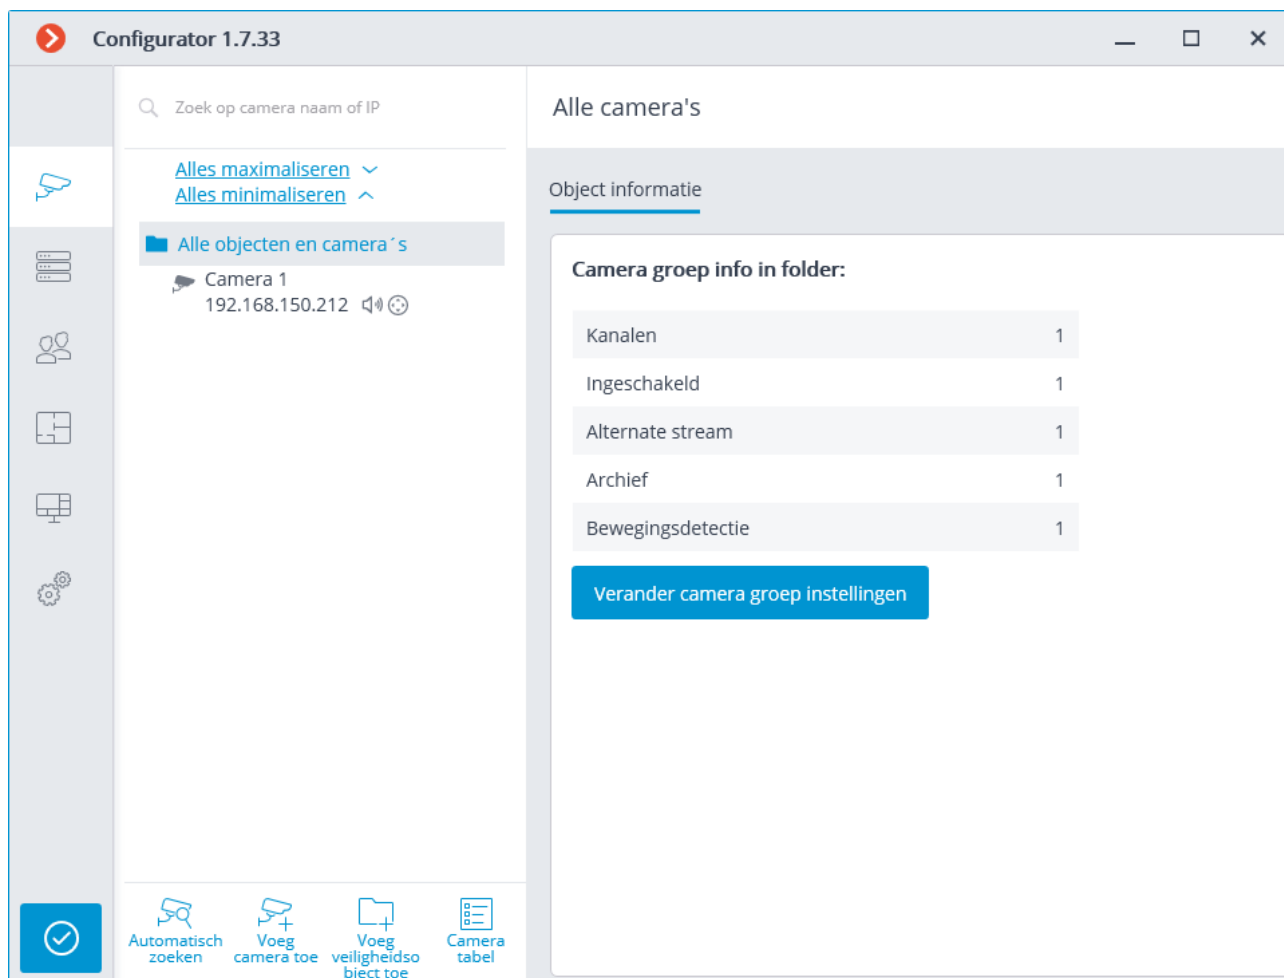 Configurator 1.7.33
Zoek op camera naam of IP
Alles maximaliseren
Alles minimaliseren
Alle objecten en camera´s
Camera 1
192.168.150.212
Automatisch zoeken
Voeg camera toe
Voeg veiligheidso bject toe
Camera tabel
Alle camera's
Object informatie
Camera groep info in folder:
Kanalen 1
Ingeschakeld 1
Alternate stream 1
Archief 1
Bewegingsdetectie 1
Verander camera groep instellingen